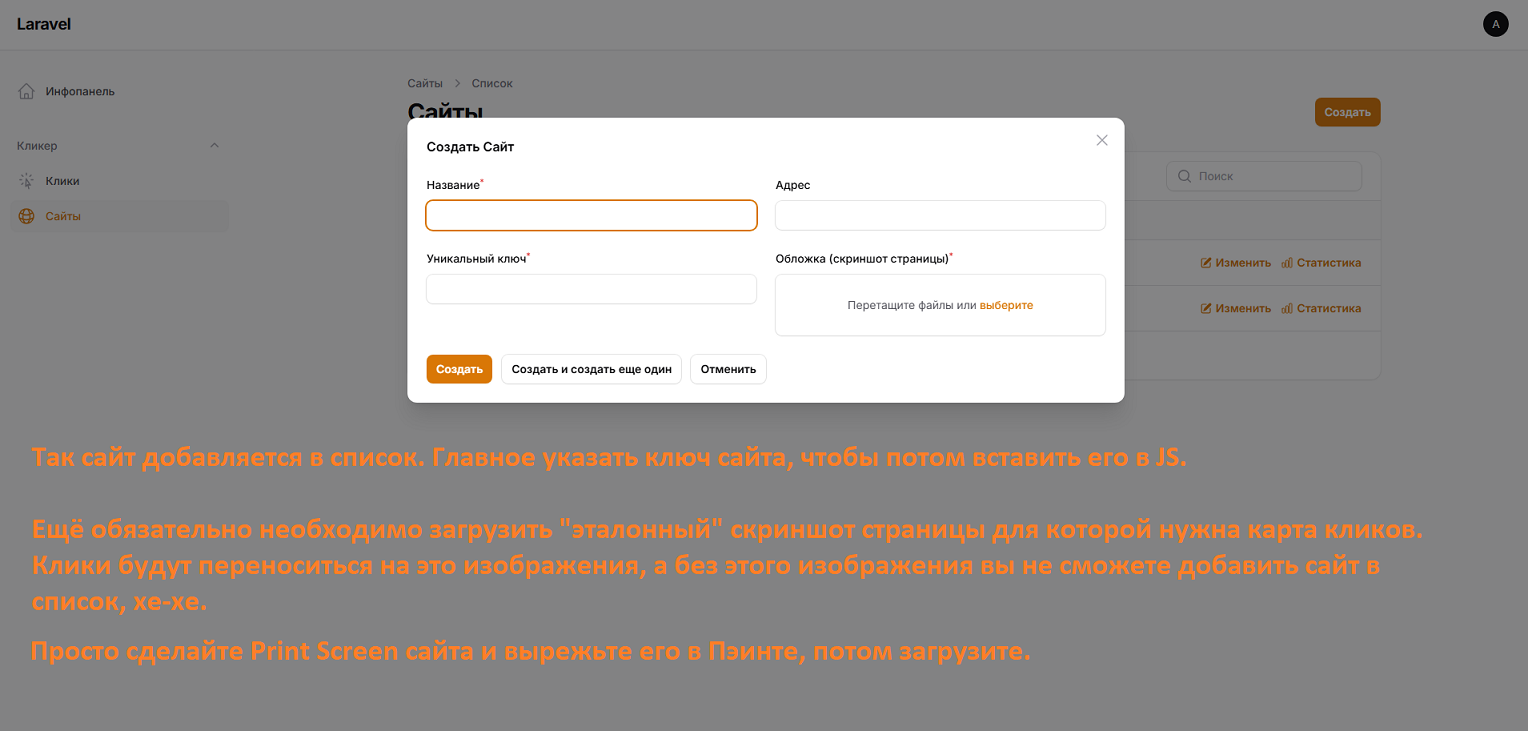 Laravel
A
Инфопанель
Кликер
Клики
Сайты
Сайты > Список
Сайты
Создать
Поиск
Изменить Статистика
Изменить Статистика
Создать Сайт
Название*
Адрес
Уникальный ключ*
Обложка (скриншот страницы)*
Перетащите файлы или выберите
Создать
Создать и создать еще один
Отменить
Так сайт добавляется в список. Главное указать ключ сайта, чтобы потом вставить его в JS.
Ещё обязательно необходимо загрузить "эталонный" скриншот страницы для которой нужна карта кликов.
Клики будут переноситься на это изображения, а без этого изображения вы не сможете добавить сайт в
список, хе-хе.
Просто сделайте Print Screen сайта и вырежьте его в Пэинте, потом загрузите.